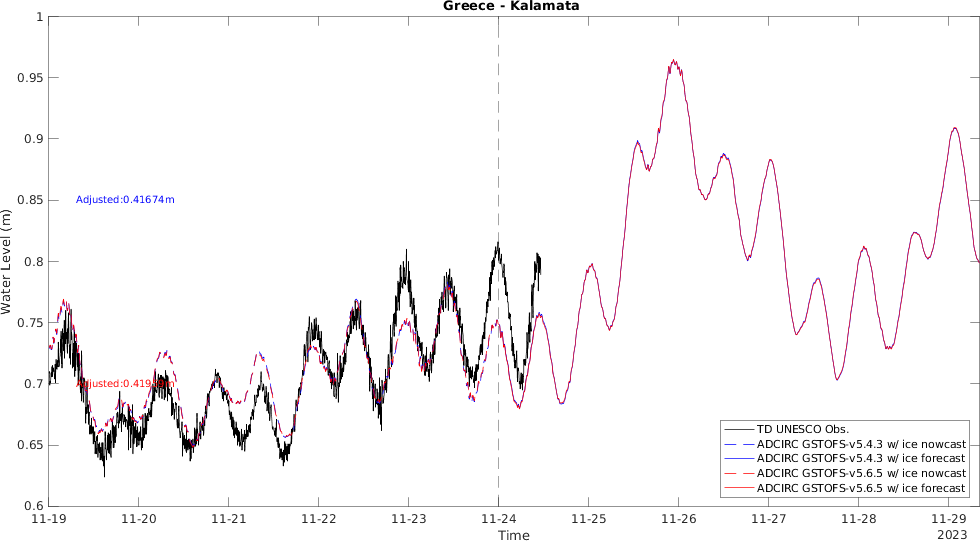 Greece - Kalamata
1
0.95
0.9
0.85
0.8
0.75
0.7
0.65
0.6
Water Level (m)
Adjusted:0.41674m
TD UNESCO Obs.
ADCIRC GSTOFS-v5.4.3 w/ ice nowcast
ADCIRC GSTOFS-v5.4.3 w/ ice forecast
ADCIRC GSTOFS-v5.6.5 w/ ice nowcast
ADCIRC GSTOFS-v5.6.5 w/ ice forecast
11-19 11-20 11-21 11-22 11-23 11-24 11-25 11-26 11-27 11-28 11-29
Time
2023